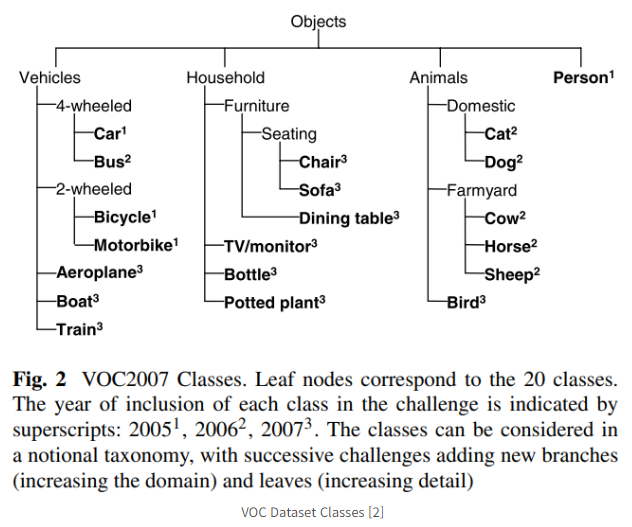 Objects
Vehicles Household Animals Person¹
4-wheeled Furniture Domestic
Car¹ Seating Cat²
Bus² Chair³ Dog²
2-wheeled Sofa³ Farmyard
Bicycle¹ Dining table³ Cow²
Motorbike¹ TV/monitor³ Horse²
Aeroplane³ Bottle³ Sheep²
Boat³ Potted plant³ Bird³
Train³
Fig. 2 VOC2007 Classes. Leaf nodes correspond to the 20 classes.
The year of inclusion of each class in the challenge is indicated by
superscripts: 2005¹, 2006², 2007³. The classes can be considered in
a notional taxonomy, with successive challenges adding new branches
(increasing the domain) and leaves (increasing detail)
VOC Dataset Classes [2]